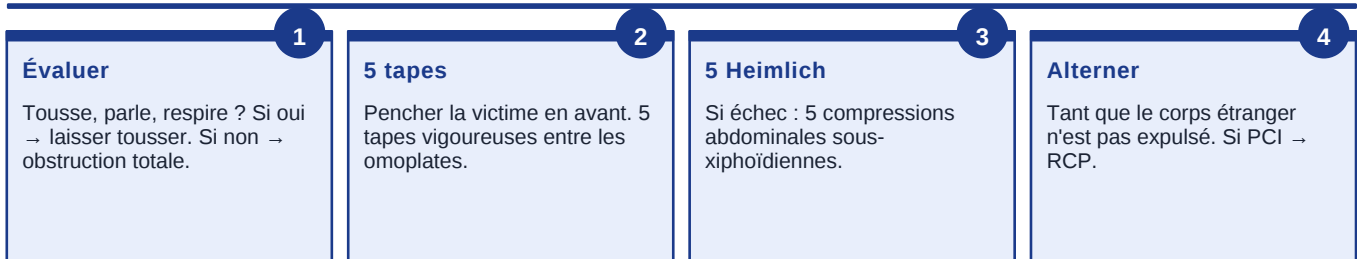 1
Évaluer
Tousse, parle, respire ? Si oui
→ laisser tousser. Si non →
obstruction totale.
2
5 tapes
Pencher la victime en avant. 5
tapes vigoureuses entre les
omoplates.
3
5 Heimlich
Si échec : 5 compressions
abdominales sous-
xiphoïdiennes.
4
Alterner
Tant que le corps étranger
n'est pas expulsé. Si PCI →
RCP.